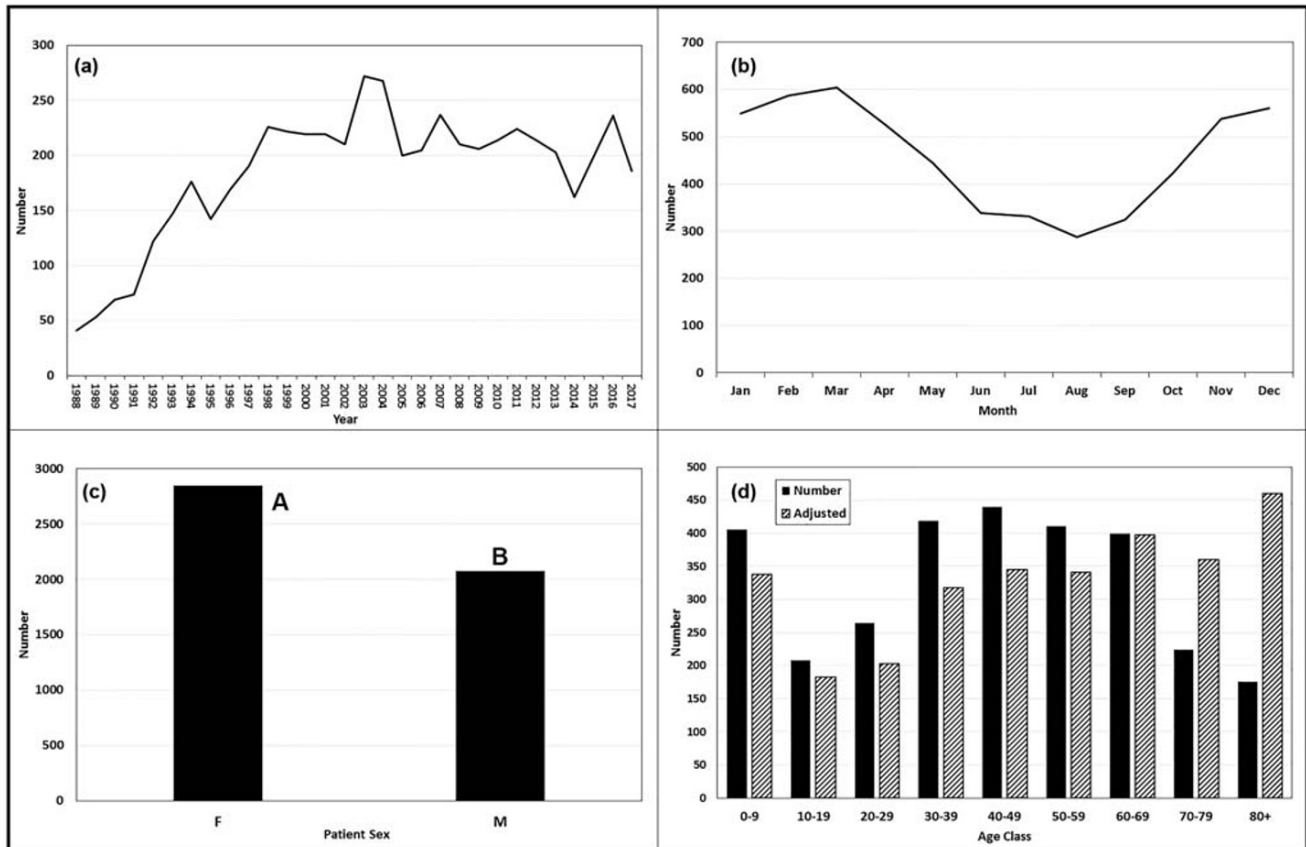 (a)
300
250
200
150
100
50
0
Number
1988 1989 1990 1991 1992 1993 1994 1995 1996 1997 1998 1999 2000 2001 2002 2003 2004 2005 2006 2007 2008 2009 2010 2011 2012 2013 2014 2015 2016 2017
Year
(b)
700
600
500
400
300
200
100
0
Number
Jan Feb Mar Apr May Jun Jul Aug Sep Oct Nov Dec
Month
(c)
3000
2500
2000
1500
1000
500
0
Number
A
B
F M
Patient Sex
(d)
500
450
400
350
300
250
200
150
100
50
0
Number
Number
Adjusted
0-9 10-19 20-29 30-39 40-49 50-59 60-69 70-79 80+
Age Class